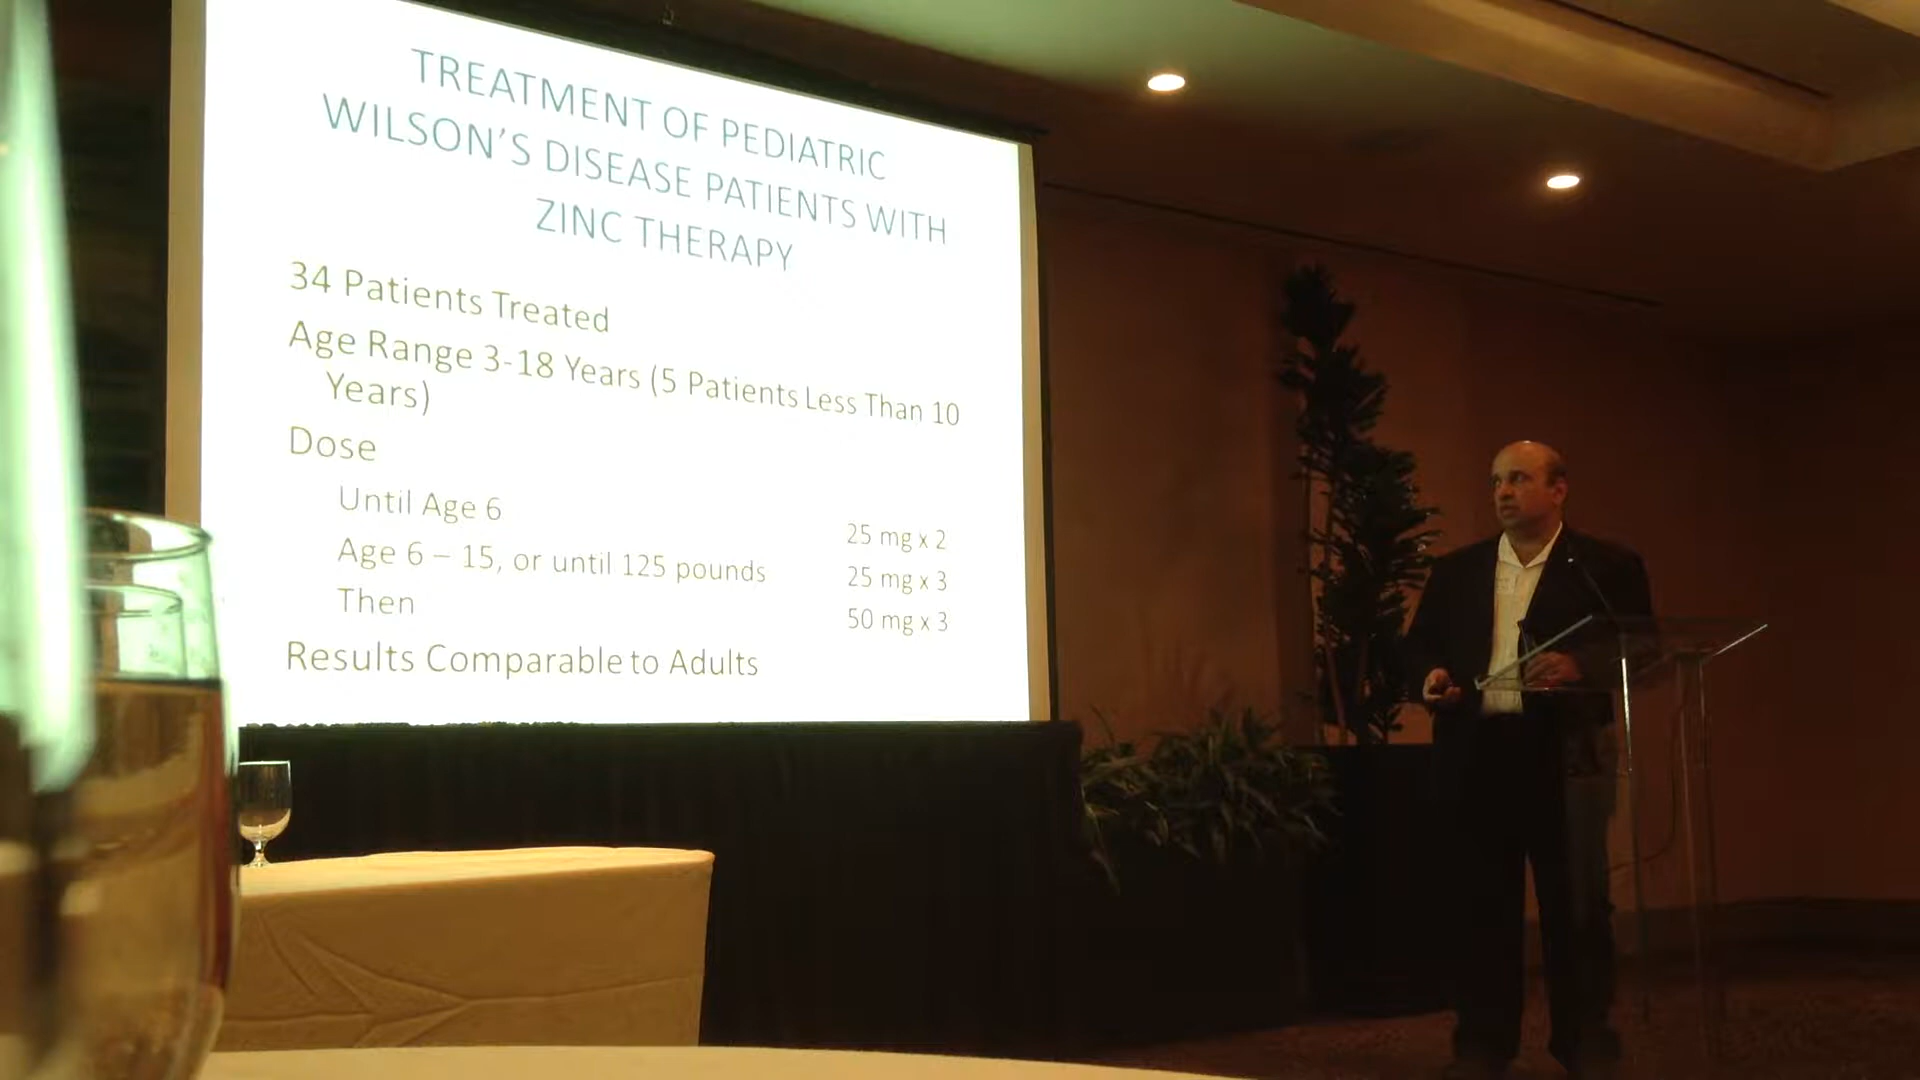 TREATMENT OF PEDIATRIC
WILSON'S DISEASE PATIENTS WITH
ZINC THERAPY
34 Patients Treated
Age Range 3-18 Years (5 Patients Less Than 10
Years)
Dose
Until Age 6 25 mg x 2
Age 6 – 15, or until 125 pounds 25 mg x 3
Then 50 mg x 3
Results Comparable to Adults